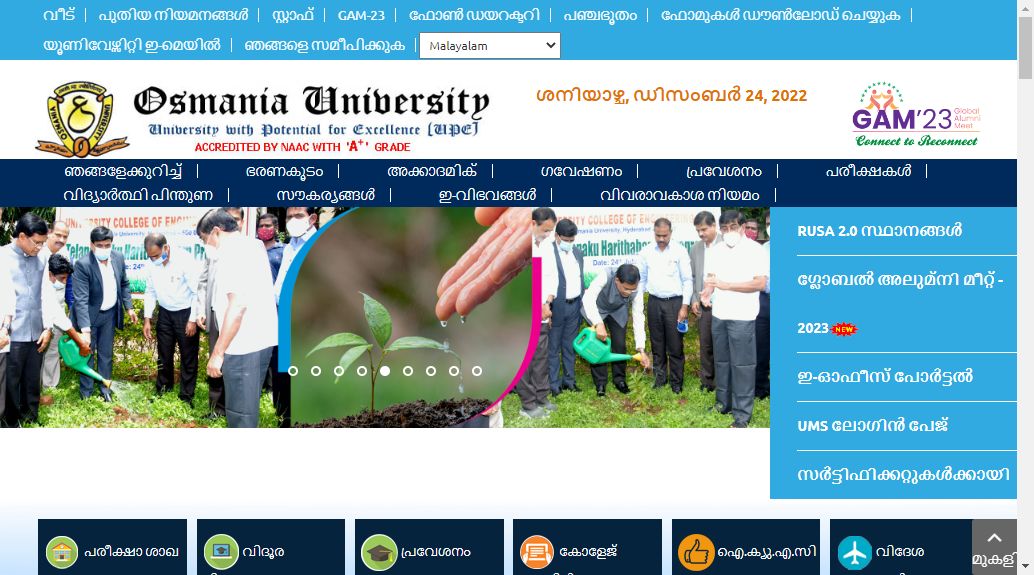 വീട്
പുതിയ നിയമനങ്ങൾ
സ്റ്റാഫ്
GAM-23
ഫോൺ ഡയറക്ടറി
പഞ്ചഭൂതം
ഫോമുകൾ ഡൗൺലോഡ് ചെയ്യുക
യൂണിവേഴ്സിറ്റി ഇ-മെയിൽ
ഞങ്ങളെ സമീപിക്കുക
Malayalam
Osmania University
University with Potential for Excellence (UPE)
ACCREDITED BY NAAC WITH 'A+' GRADE
ശനിയാഴ്ച, ഡിസംബർ 24, 2022
GAM'23 Global Alumni Meet
Connect to Reconnect
ഞങ്ങളേക്കുറിച്ച്
ഭരണകൂടം
അക്കാദമിക്
ഗവേഷണം
പ്രവേശനം
പരീക്ഷകൾ
വിദ്യാർത്ഥി പിന്തുണ
സൗകര്യങ്ങൾ
ഇ-വിഭവങ്ങൾ
വിവരാവകാശ നിയമം
RUSA 2.0 സ്ഥാനങ്ങൾ
ഗ്ലോബൽ അലുമ്‌നി മീറ്റ് -
2023 NEW
ഇ-ഓഫീസ് പോർട്ടൽ
UMS ലോഗിൻ പേജ്
സർട്ടിഫിക്കറ്റുകൾക്കായി
പരീക്ഷാ ശാഖ
വിദൂര
പ്രവേശനം
കോളേജ്
ഐ.ക്യു.എ.സി
വിദേശ